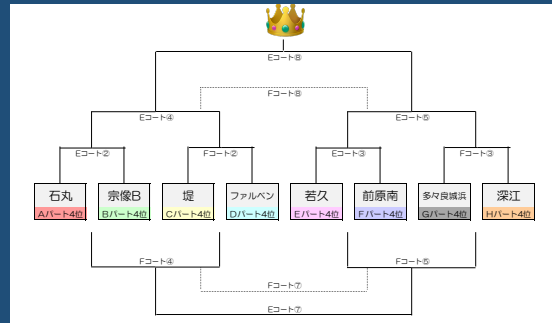 Eコート⑧
Fコート⑧
Eコート④ Eコート⑤
Eコート② Fコート② Eコート③ Fコート③
石丸 宗像B 堤 ファルベン 若久 前原南 多々良城浜 深江
Aパート4位 Bパート4位 Cパート4位 Dパート4位 Eパート4位 Fパート4位 Gパート4位 Hパート4位
Fコート④ Fコート⑤
Fコート⑦
Eコート⑦